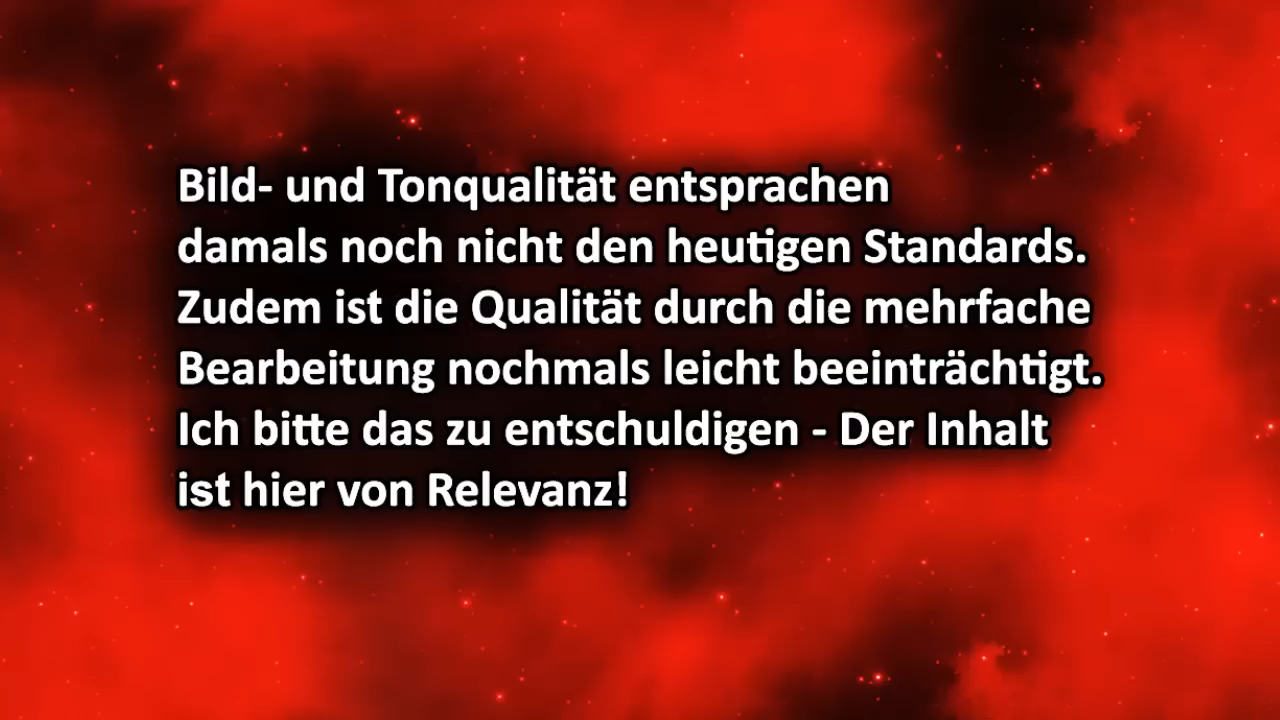 Bild- und Tonqualität entsprachen
damals noch nicht den heutigen Standards.
Zudem ist die Qualität durch die mehrfache
Bearbeitung nochmals leicht beeinträchtigt.
Ich bitte das zu entschuldigen - Der Inhalt
ist hier von Relevanz!